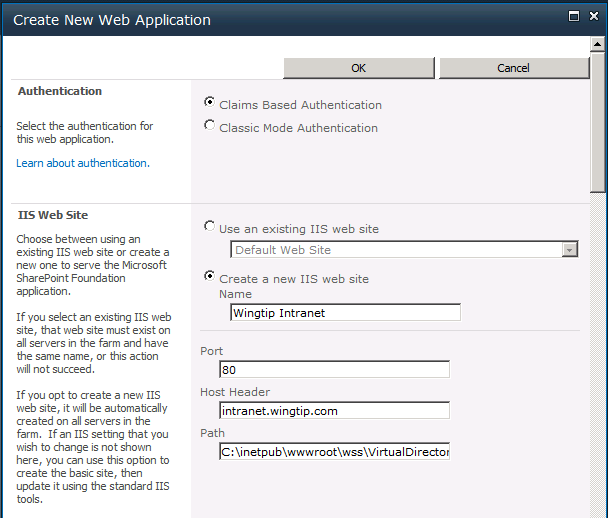 Create New Web Application
OK
Cancel
Authentication
Select the authentication for
this web application.
Learn about authentication.
Claims Based Authentication
Classic Mode Authentication
IIS Web Site
Choose between using an
existing IIS web site or create a
new one to serve the Microsoft
SharePoint Foundation
application.
If you select an existing IIS web
site, that web site must exist on
all servers in the farm and have
the same name, or this action
will not succeed.
If you opt to create a new IIS
web site, it will be automatically
created on all servers in the
farm. If an IIS setting that you
wish to change is not shown
here, you can use this option to
create the basic site, then
update it using the standard IIS
tools.
Use an existing IIS web site
Default Web Site
Create a new IIS web site
Name
Wingtip Intranet
Port
80
Host Header
intranet.wingtip.com
Path
C:\inetpub\wwwroot\wss\VirtualDirector